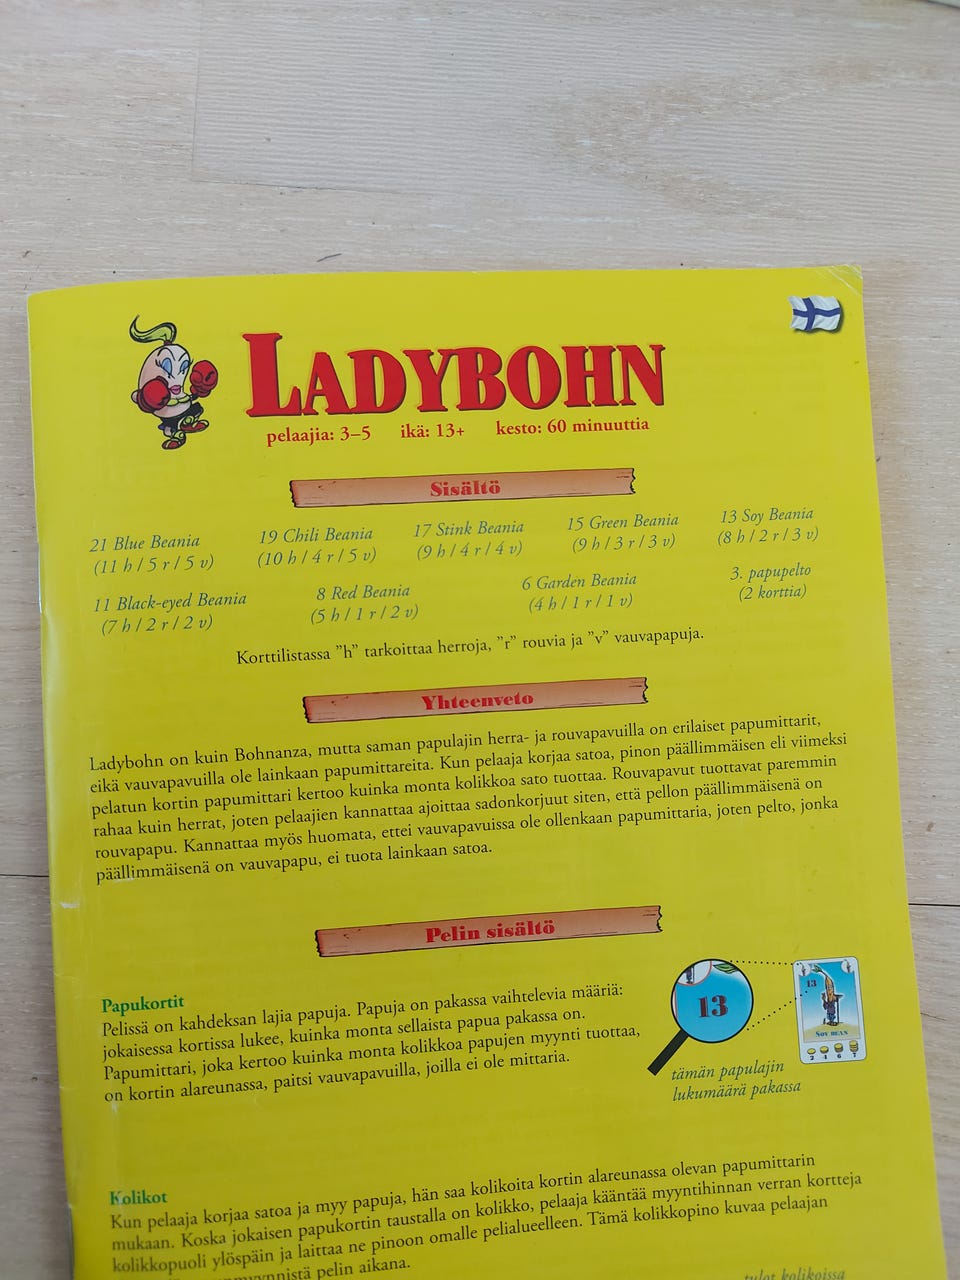 LADYBOHN
pelaajia: 3–5 ikä: 13+ kesto: 60 minuuttia
Sisältö
21 Blue Beania
(11 h / 5 r / 5 v)
19 Chili Beania
(10 h / 4 r / 5 v)
17 Stink Beania
(9 h / 4 r / 4 v)
15 Green Beania
(9 h / 3 r / 3 v)
13 Soy Beania
(8 h / 2 r / 3 v)
11 Black-eyed Beania
(7 h / 2 r / 2 v)
8 Red Beania
(5 h / 1 r / 2 v)
6 Garden Beania
(4 h / 1 r / 1 v)
3. papupelto
(2 korttia)
Korttilistassa ”h” tarkoittaa herroja, ”r” rouvia ja ”v” vauvapapuja.
Yhteenveto
Ladybohn on kuin Bohnanza, mutta saman papulajin herra- ja rouvapavuilla on erilaiset papumittarit,
eikä vauvapavuilla ole lainkaan papumittareita. Kun pelaaja korjaa satoa, pinon päällimmäisen eli viimeksi
pelatun kortin papumittari kertoo kuinka monta kolikkoa sato tuottaa. Rouvapavut tuottavat paremmin
rahaa kuin herrat, joten pelaajien kannattaa ajoittaa sadonkorjuut siten, että pellon päällimmäisenä on
rouvapapu. Kannattaa myös huomata, ettei vauvapavuissa ole ollenkaan papumittaria, joten pelto, jonka
päällimmäisenä on vauvapapu, ei tuota lainkaan satoa.
Pelin sisältö
Papukortit
Pelissä on kahdeksan lajia papuja. Papuja on pakassa vaihtelevia määriä:
jokaisessa kortissa lukee, kuinka monta sellaista papua pakassa on.
Papumittari, joka kertoo kuinka monta kolikkoa papujen myynti tuottaa,
on kortin alareunassa, paitsi vauvapavuilla, joilla ei ole mittaria.
13
13
SOY BEAN
2 4 6 7
tämän papulajin
lukumäärä pakassa
Kolikot
Kun pelaaja korjaa satoa ja myy papuja, hän saa kolikoita kortin alareunassa olevan papumittarin
mukaan. Koska jokaisen papukortin taustalla on kolikko, pelaaja kääntää myyntihinnan verran kortteja
kolikkopuoli ylöspäin ja laittaa ne pinoon omalle pelialueelleen. Tämä kolikkopino kuvaa pelaajan
pelin aikana.
tulot kolikoissa